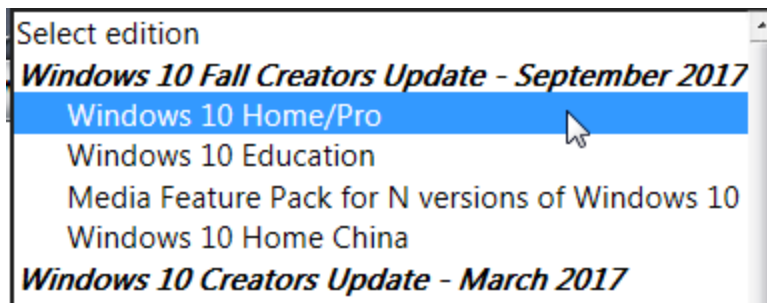 Select edition
Windows 10 Fall Creators Update - September 2017
Windows 10 Home/Pro
Windows 10 Education
Media Feature Pack for N versions of Windows 10
Windows 10 Home China
Windows 10 Creators Update - March 2017